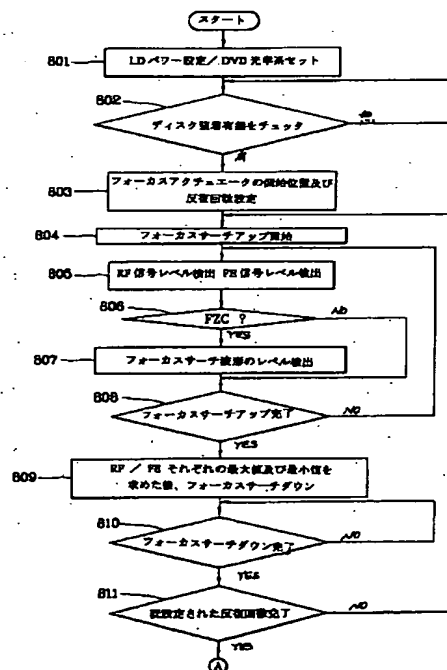 スタート
801
LDパワー設定/DVD光学系セット
802
ディスク装着有無をチェック
無
有
803
フォーカスアクチュエータの開始位置及び
反復回数設定
804
フォーカスサーチアップ開始
805
RF信号レベル検出 FE信号レベル検出
806
FZC ?
NO
YES
807
フォーカスサーチ波形のレベル検出
808
フォーカスサーチアップ完了
NO
YES
809
RF / FE それぞれの最大値及び最小値を
求めた後、フォーカスサーチダウン
810
フォーカスサーチダウン完了
NO
YES
811
設定された反復回数完了
NO
YES
A